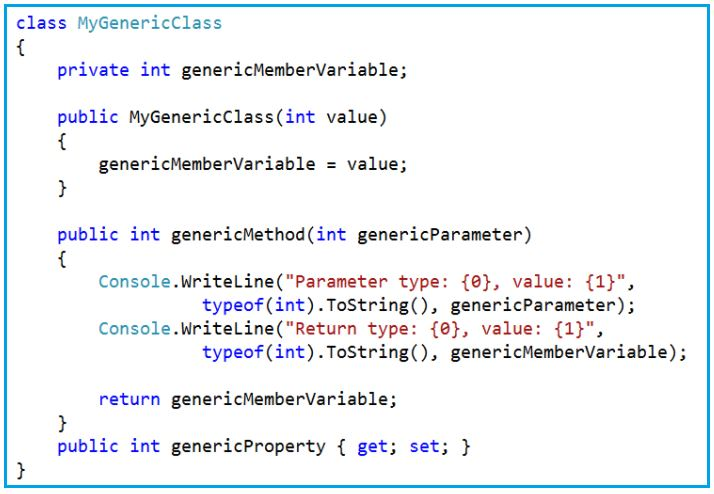 class MyGenericClass
{
    private int genericMemberVariable;

    public MyGenericClass(int value)
    {
        genericMemberVariable = value;
    }

    public int genericMethod(int genericParameter)
    {
        Console.WriteLine("Parameter type: {0}, value: {1}",
                  typeof(int).ToString(), genericParameter);
        Console.WriteLine("Return type: {0}, value: {1}",
                  typeof(int).ToString(), genericMemberVariable);

        return genericMemberVariable;
    }
    public int genericProperty { get; set; }
}